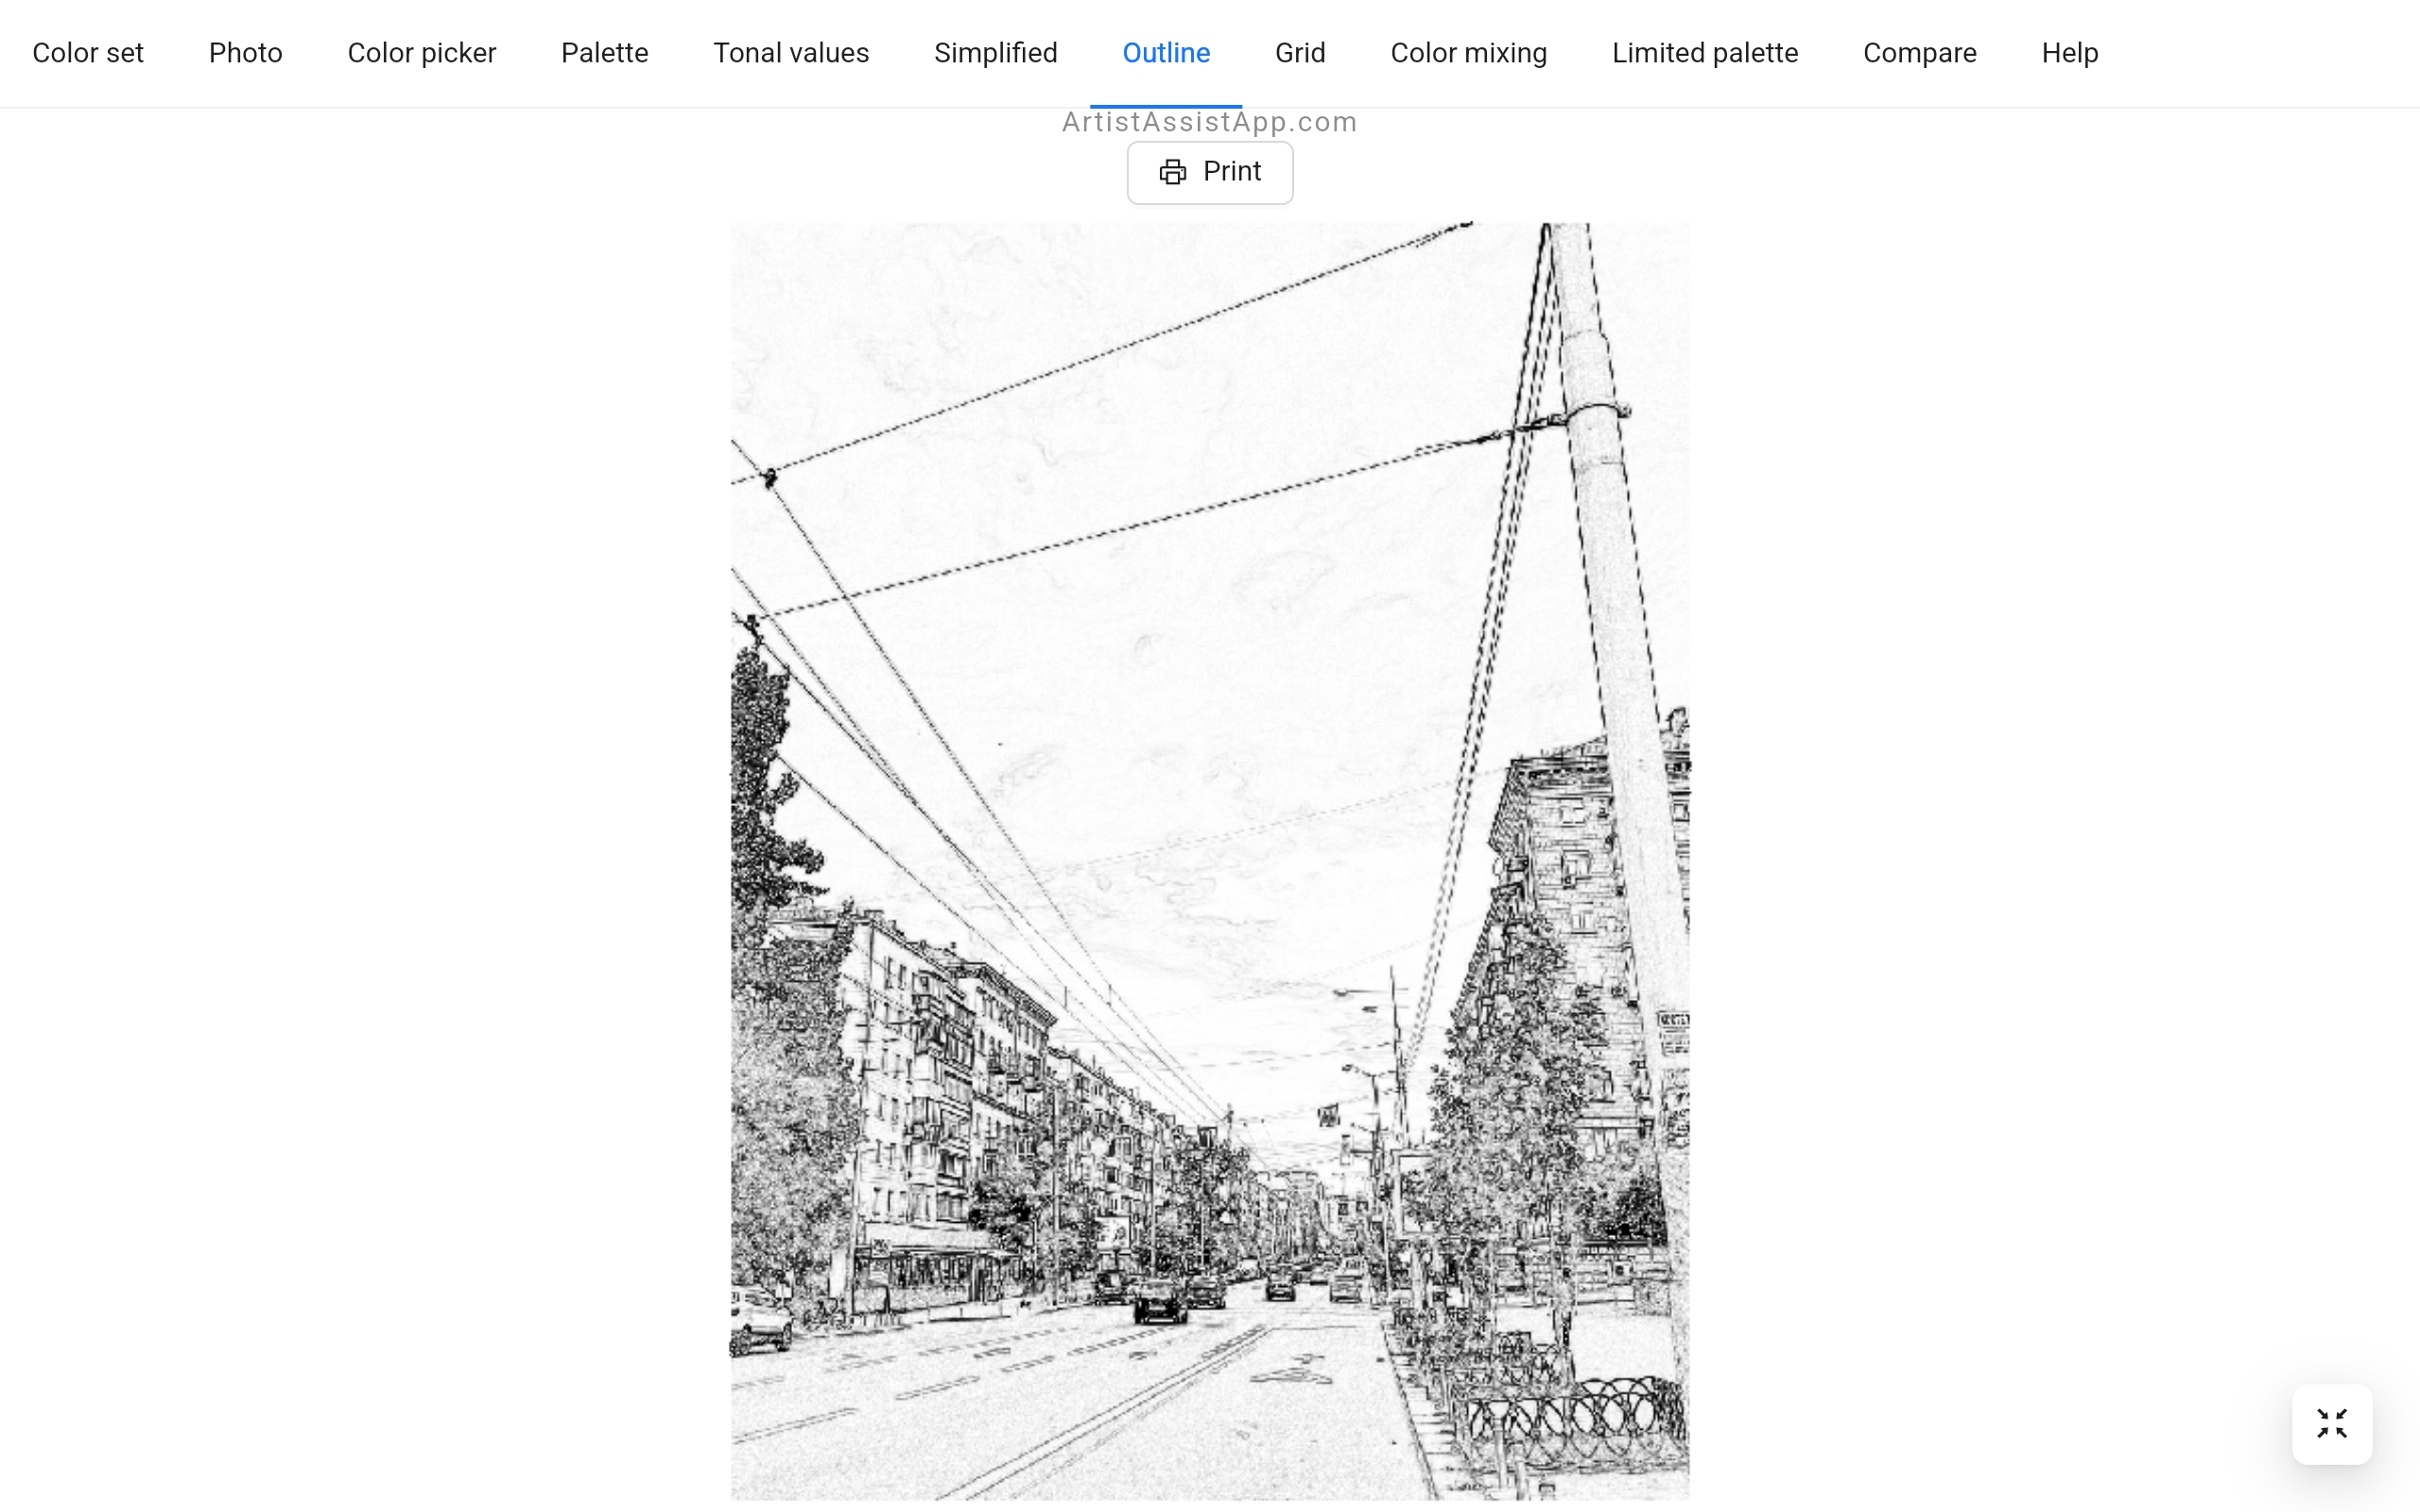 Color set Photo Color picker Palette Tonal values Simplified Outline Grid Color mixing Limited palette Compare Help
ArtistAssistApp.com
Print